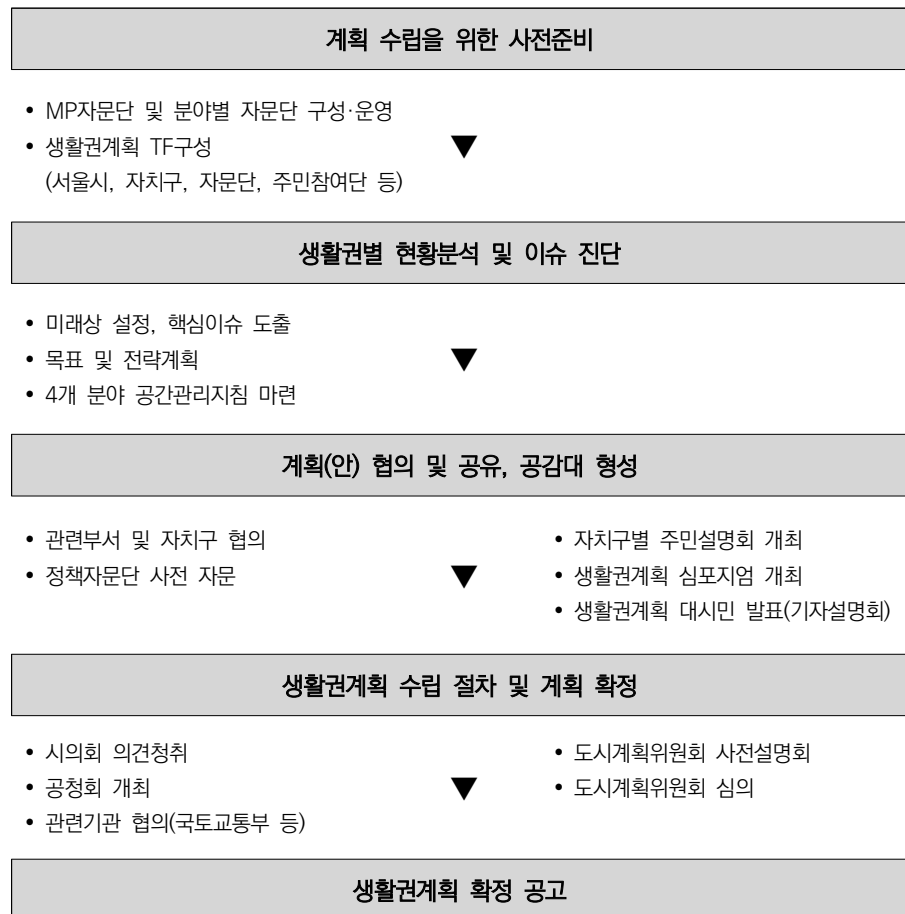 계획 수립을 위한 사전준비
• MP자문단 및 분야별 자문단 구성·운영
• 생활권계획 TF구성
(서울시, 자치구, 자문단, 주민참여단 등)
▼
생활권별 현황분석 및 이슈 진단
• 미래상 설정, 핵심이슈 도출
• 목표 및 전략계획
• 4개 분야 공간관리지침 마련
▼
계획(안) 협의 및 공유, 공감대 형성
• 관련부서 및 자치구 협의
• 정책자문단 사전 자문
▼
• 자치구별 주민설명회 개최
• 생활권계획 심포지엄 개최
• 생활권계획 대시민 발표(기자설명회)
생활권계획 수립 절차 및 계획 확정
• 시의회 의견청취
• 공청회 개최
• 관련기관 협의(국토교통부 등)
▼
• 도시계획위원회 사전설명회
• 도시계획위원회 심의
생활권계획 확정 공고